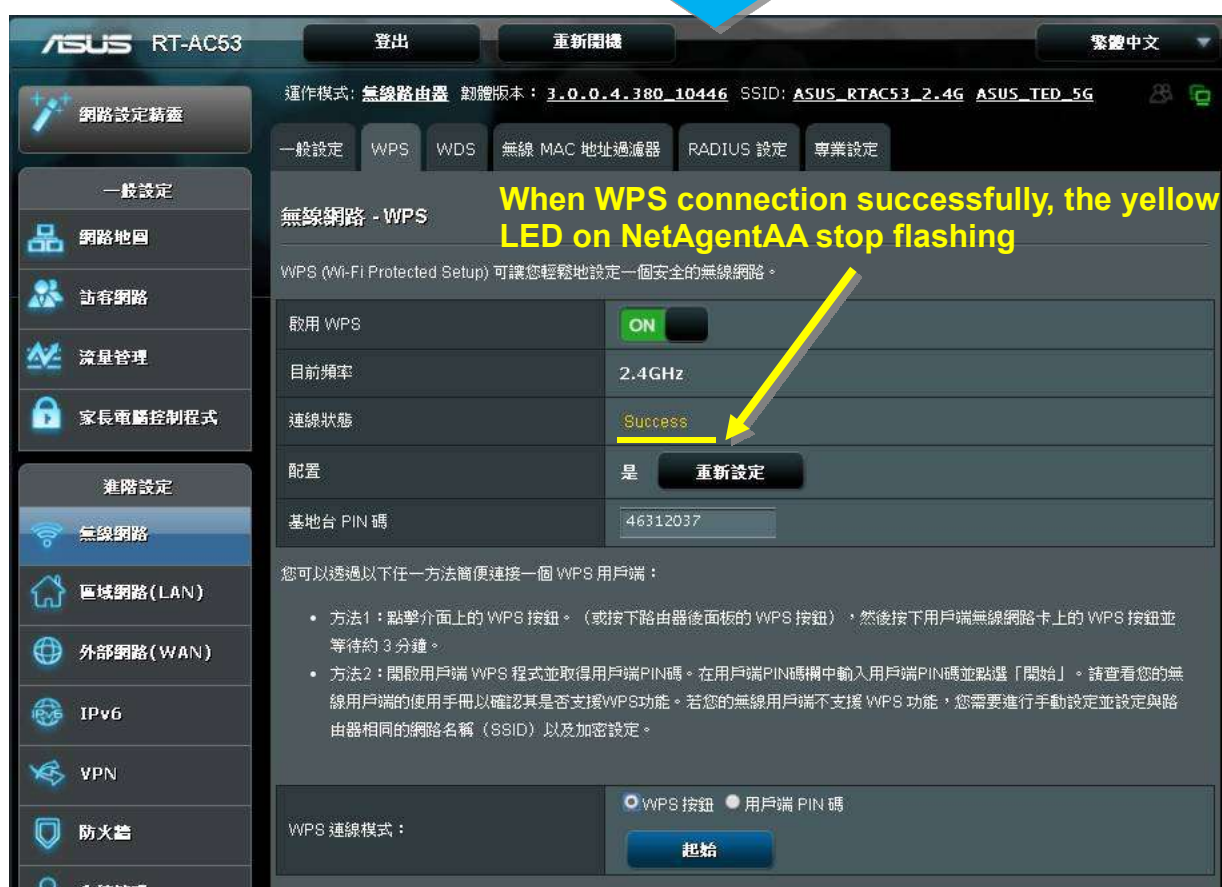 ASUS RT-AC53 登出 重新開機 繁體中文
運作模式: 無線路由器 韌體版本: 3.0.0.4.380_10446 SSID: ASUS_RTAC53_2.4G ASUS_TED_5G
網路設定精靈
一般設定 WPS WDS 無線 MAC 地址過濾器 RADIUS 設定 專業設定
一般設定
網路地圖
訪客網路
流量管理
家長電腦控制程式
進階設定
無線網路
區域網路(LAN)
外部網路(WAN)
IPv6
VPN
防火牆
When WPS connection successfully, the yellow
LED on NetAgentAA stop flashing
無線網路 - WPS
WPS (Wi-Fi Protected Setup) 可讓您輕鬆地設定一個安全的無線網路。
啟用 WPS ON
目前頻率 2.4GHz
連線狀態 Success
配置 是 重新設定
基地台 PIN 碼 46312037
您可以透過以下任一方法簡便連接一個 WPS 用戶端：
• 方法1：點擊介面上的 WPS 按鈕。（或按下路由器後面板的 WPS 按鈕），然後按下用戶端無線網路卡上的 WPS 按鈕並
等待約 3 分鐘。
• 方法2：開啟用戶端 WPS 程式並取得用戶端PIN碼。在用戶端PIN碼欄中輸入用戶端PIN碼並點選「開始」。請查看您的無
線用戶端的使用手冊以確認其是否支援WPS功能。若您的無線用戶端不支援 WPS 功能，您需要進行手動設定並設定與路
由器相同的網路名稱（SSID）以及加密設定。
WPS 連線模式： WPS 按鈕 用戶端 PIN 碼
起始